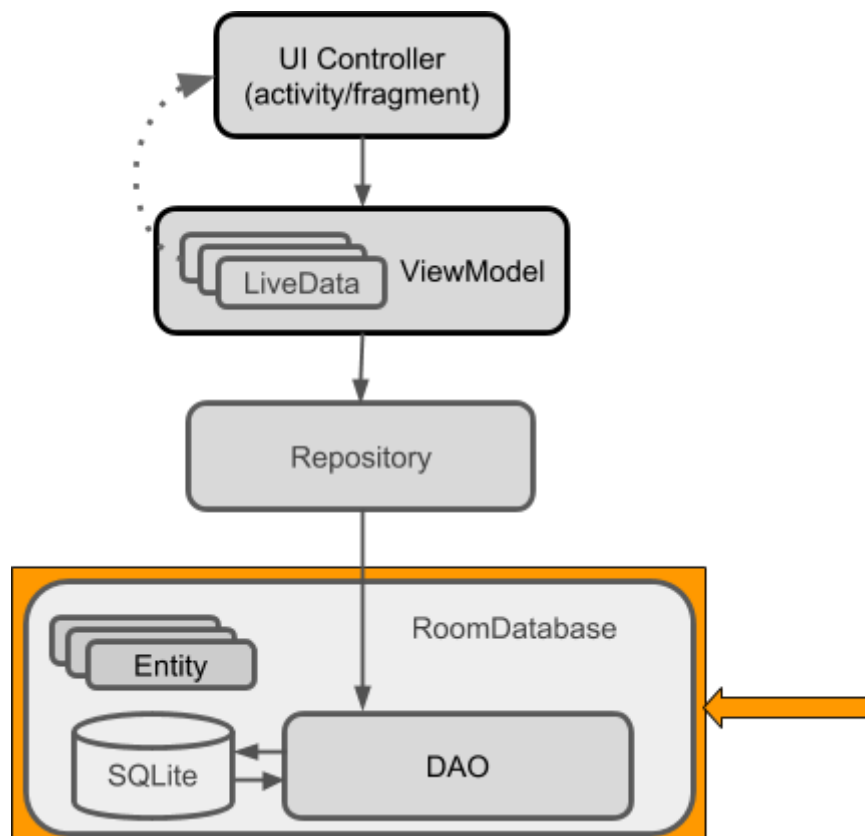 UI Controller
(activity/fragment)
ViewModel
LiveData
Repository
RoomDatabase
Entity
SQLite
DAO